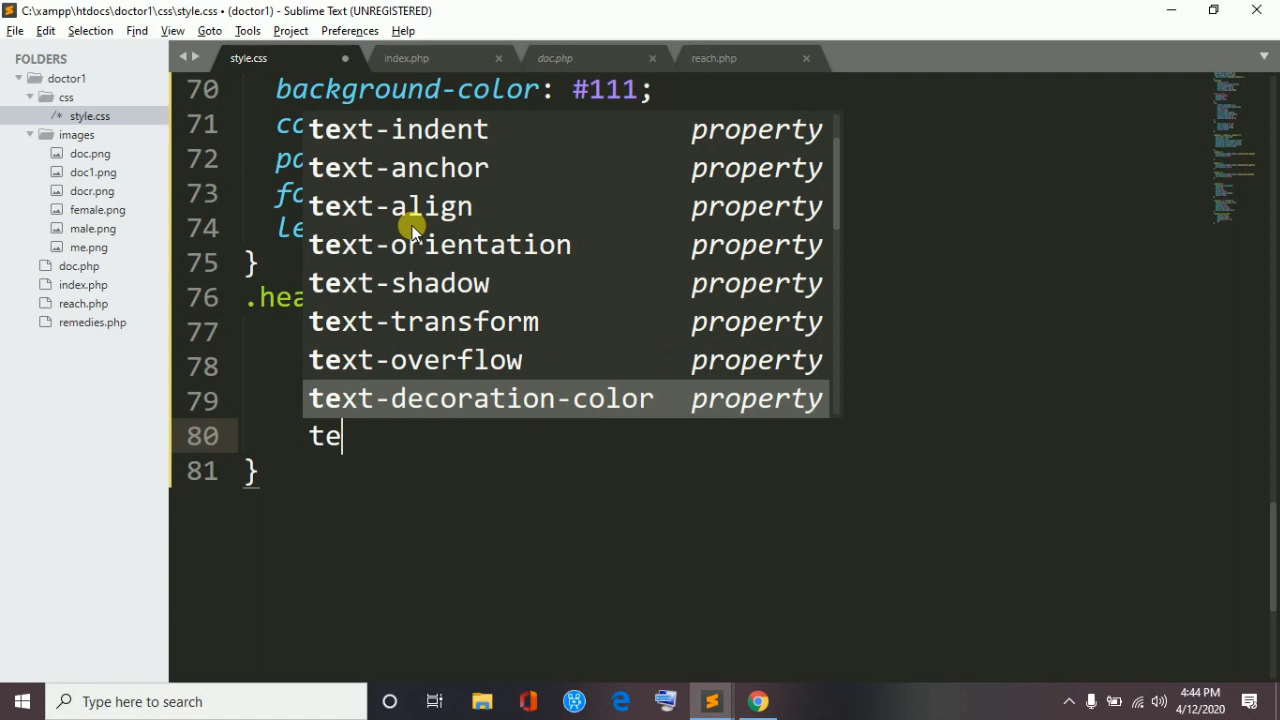 C:\xampp\htdocs\doctor1\css\style.css • (doctor1) - Sublime Text (UNREGISTERED)
File Edit Selection Find View Goto Tools Project Preferences Help
FOLDERS
doctor1
css
/* style.css
images
doc.png
doc1.png
docr.png
female.png
male.png
me.png
doc.php
index.php
reach.php
remedies.php
style.css index.php doc.php reach.php
70 background-color: #111;
71 co
72 pa
73 fo
74 le
75 }
76 .hea
77
78
79
80 te
81 }
text-indent property
text-anchor property
text-align property
text-orientation property
text-shadow property
text-transform property
text-overflow property
text-decoration-color property
Type here to search
4:44 PM
4/12/2020